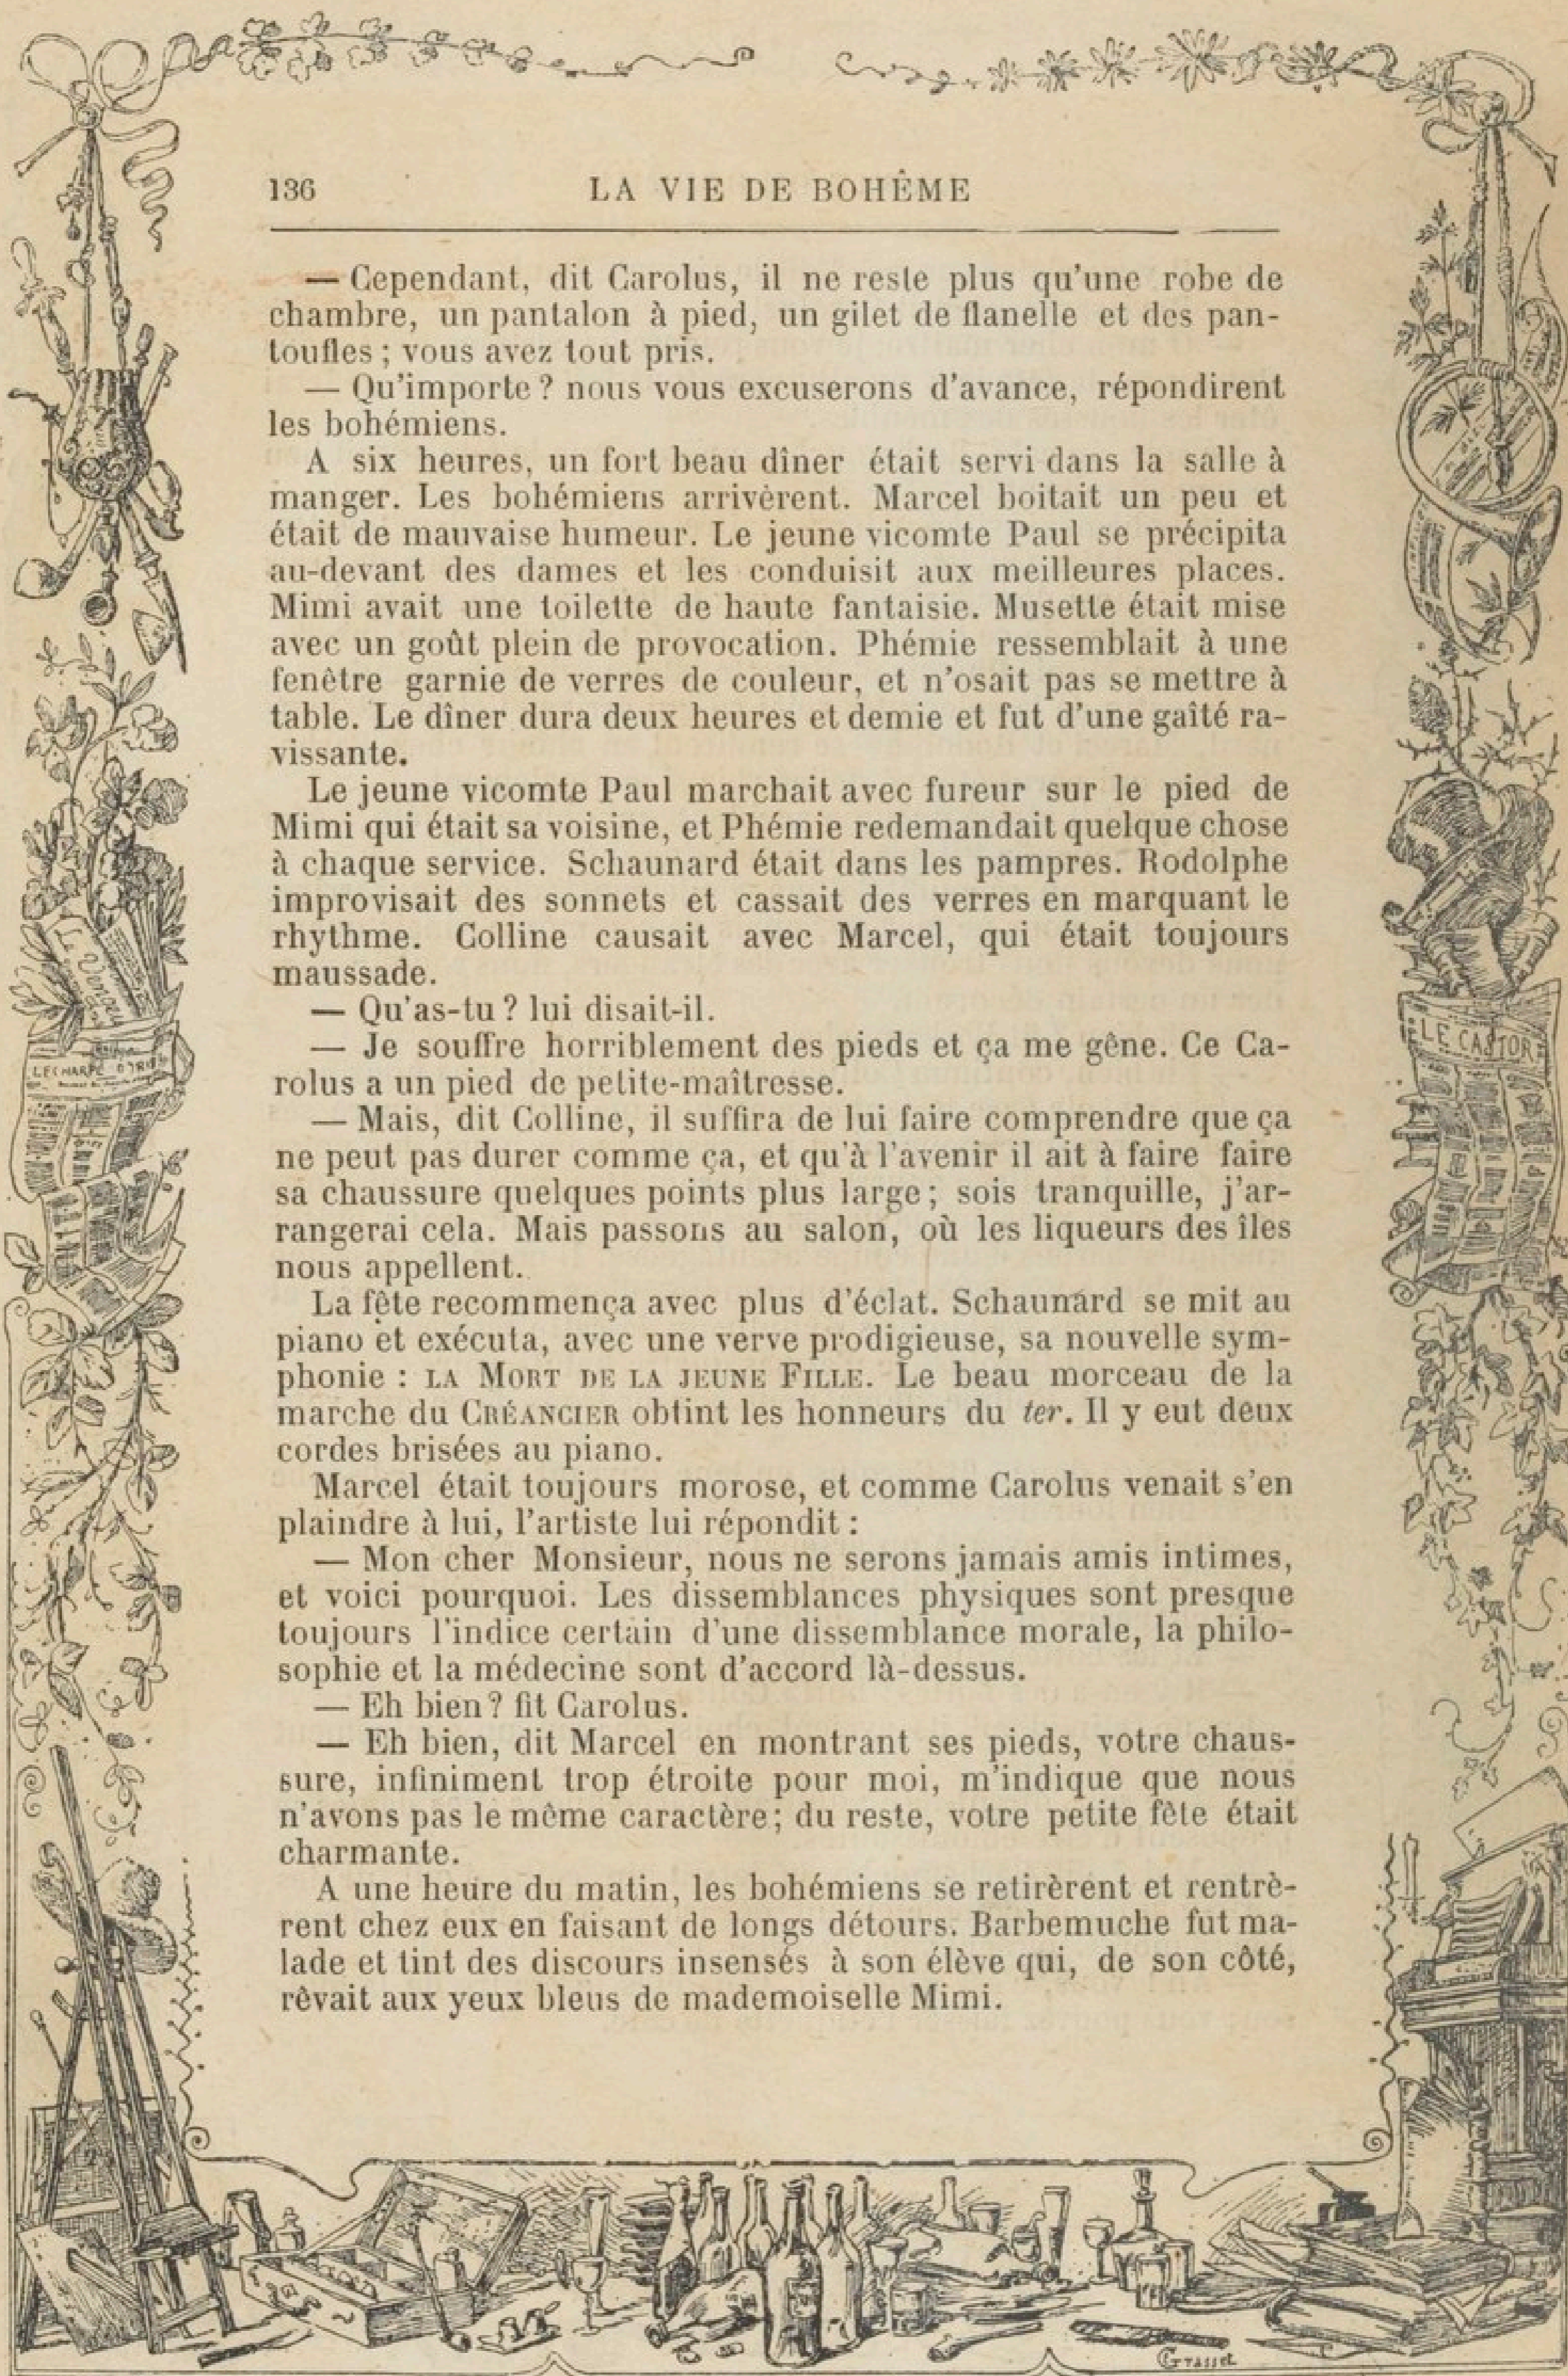 136 LA VIE DE BOHÊME
— Cependant, dit Carolus, il ne reste plus qu'une robe de
chambre, un pantalon à pied, un gilet de flanelle et des pan-
toufles ; vous avez tout pris.
— Qu'importe ? nous vous excuserons d'avance, répondirent
les bohémiens.
A six heures, un fort beau dîner était servi dans la salle à
manger. Les bohémiens arrivèrent. Marcel boitait un peu et
était de mauvaise humeur. Le jeune vicomte Paul se précipita
au-devant des dames et les conduisit aux meilleures places.
Mimi avait une toilette de haute fantaisie. Musette était mise
avec un goût plein de provocation. Phémie ressemblait à une
fenêtre garnie de verres de couleur, et n'osait pas se mettre à
table. Le dîner dura deux heures et demie et fut d'une gaîté ra-
vissante.
Le jeune vicomte Paul marchait avec fureur sur le pied de
Mimi qui était sa voisine, et Phémie redemandait quelque chose
à chaque service. Schaunard était dans les pampres. Rodolphe
improvisait des sonnets et cassait des verres en marquant le
rhythme. Colline causait avec Marcel, qui était toujours
maussade.
— Qu'as-tu ? lui disait-il.
— Je souffre horriblement des pieds et ça me gêne. Ce Ca-
rolus a un pied de petite-maîtresse.
— Mais, dit Colline, il suffira de lui faire comprendre que ça
ne peut pas durer comme ça, et qu'à l'avenir il ait à faire faire
sa chaussure quelques points plus large ; sois tranquille, j'ar-
rangerai cela. Mais passons au salon, où les liqueurs des îles
nous appellent.
La fête recommença avec plus d'éclat. Schaunard se mit au
piano et exécuta, avec une verve prodigieuse, sa nouvelle sym-
phonie : LA MORT DE LA JEUNE FILLE. Le beau morceau de la
marche du CRÉANCIER obtint les honneurs du ter. Il y eut deux
cordes brisées au piano.
Marcel était toujours morose, et comme Carolus venait s'en
plaindre à lui, l'artiste lui répondit :
— Mon cher Monsieur, nous ne serons jamais amis intimes,
et voici pourquoi. Les dissemblances physiques sont presque
toujours l'indice certain d'une dissemblance morale, la philo-
sophie et la médecine sont d'accord là-dessus.
— Eh bien ? fit Carolus.
— Eh bien, dit Marcel en montrant ses pieds, votre chaus-
sure, infiniment trop étroite pour moi, m'indique que nous
n'avons pas le même caractère ; du reste, votre petite fête était
charmante.
A une heure du matin, les bohémiens se retirèrent et rentrè-
rent chez eux en faisant de longs détours. Barbemuche fut ma-
lade et tint des discours insensés à son élève qui, de son côté,
rêvait aux yeux bleus de mademoiselle Mimi.
LE CASTOR
Grasset